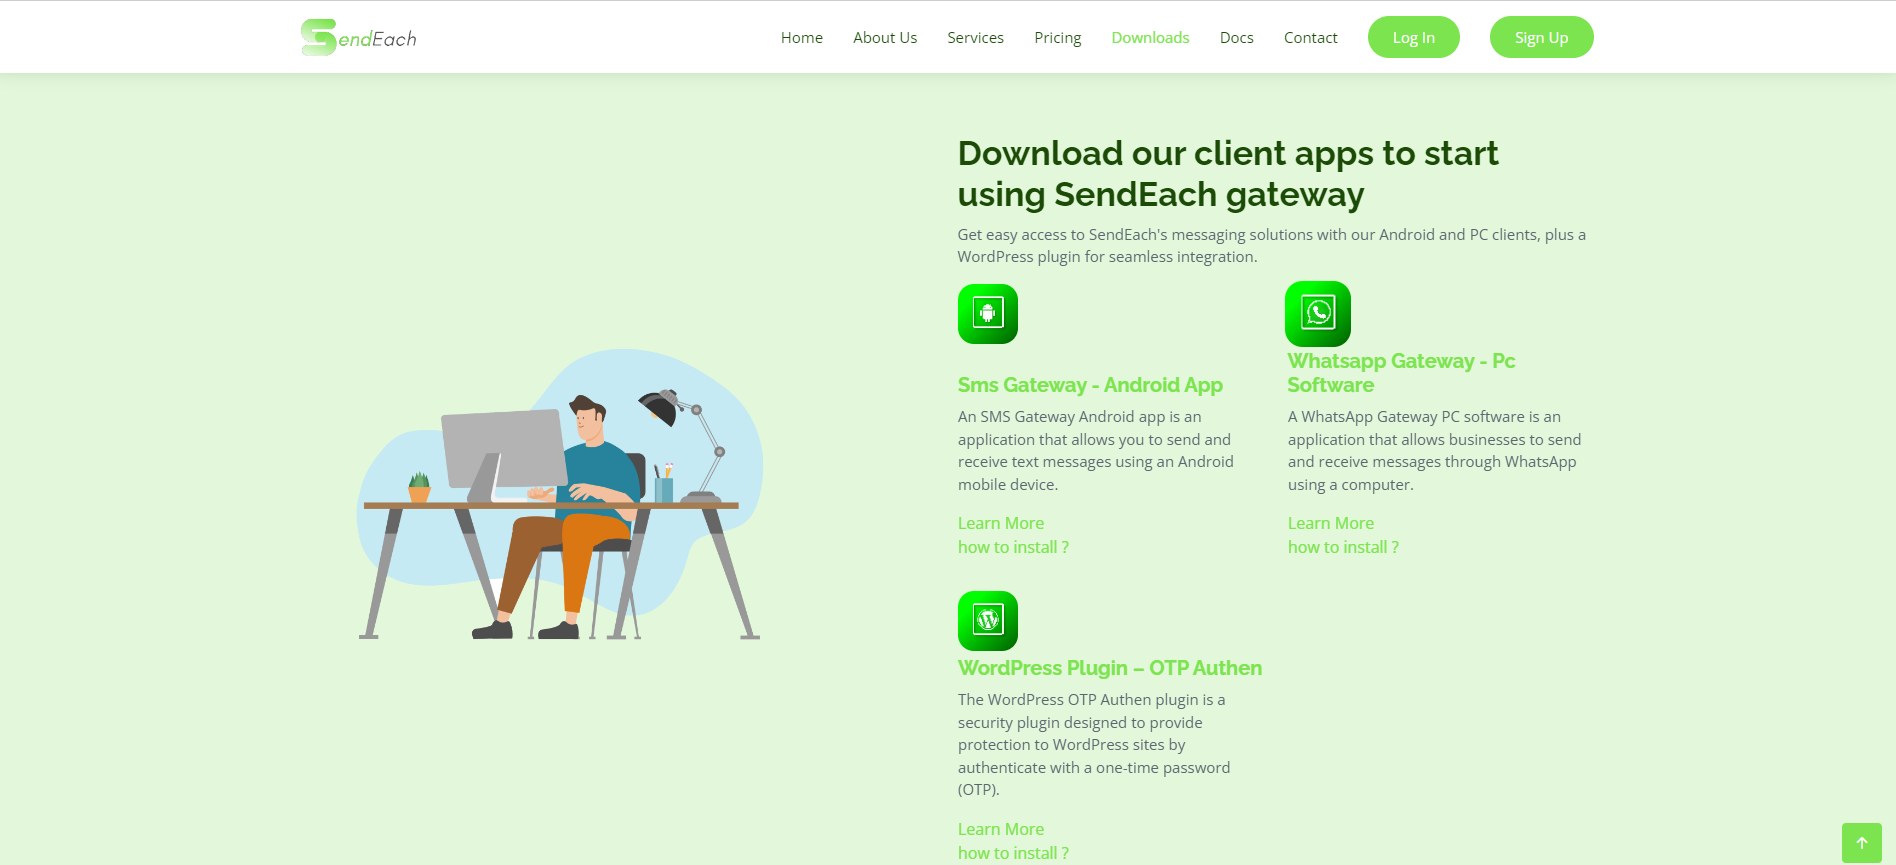 SendEach
Home About Us Services Pricing Downloads Docs Contact Log In Sign Up
Download our client apps to start
using SendEach gateway
Get easy access to SendEach's messaging solutions with our Android and PC clients, plus a
WordPress plugin for seamless integration.
Sms Gateway - Android App
An SMS Gateway Android app is an
application that allows you to send and
receive text messages using an Android
mobile device.
Learn More
how to install ?
Whatsapp Gateway - Pc
Software
A WhatsApp Gateway PC software is an
application that allows businesses to send
and receive messages through WhatsApp
using a computer.
Learn More
how to install ?
WordPress Plugin – OTP Authen
The WordPress OTP Authen plugin is a
security plugin designed to provide
protection to WordPress sites by
authenticate with a one-time password
(OTP).
Learn More
how to install ?